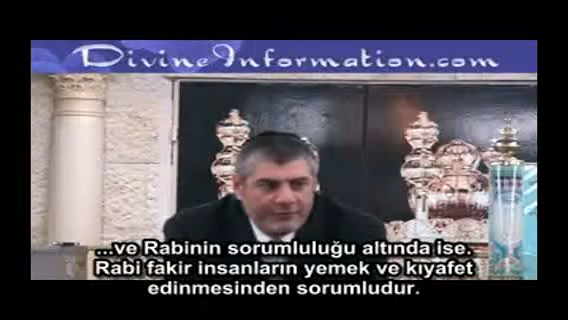 DivineInformation.com
...ve Rabinin sorumluluğu altında ise.
Rabi fakir insanların yemek ve kıyafet
edinmesinden sorumludur.